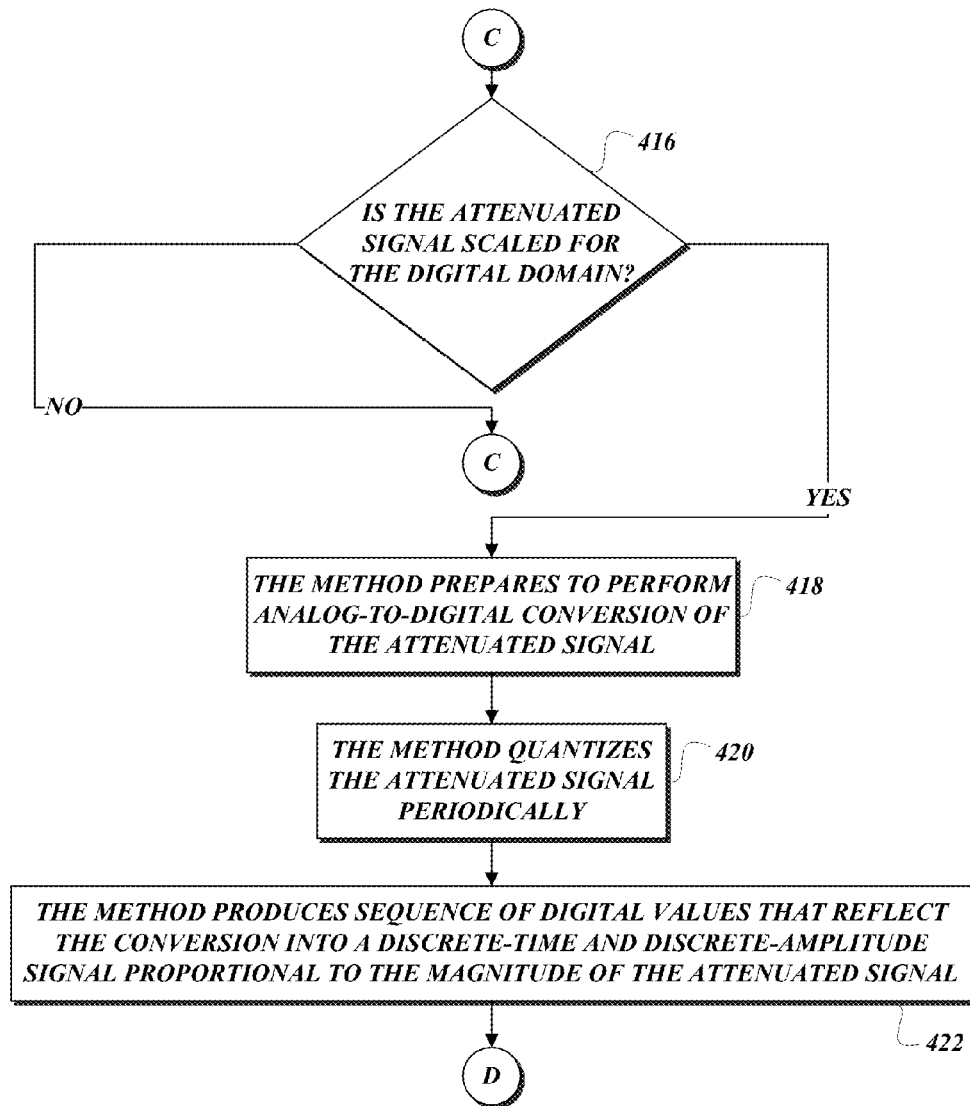 C
416
IS THE ATTENUATED
SIGNAL SCALED FOR
THE DIGITAL DOMAIN?
NO
C
YES
THE METHOD PREPARES TO PERFORM
ANALOG-TO-DIGITAL CONVERSION OF
THE ATTENUATED SIGNAL
418
THE METHOD QUANTIZES
THE ATTENUATED SIGNAL
PERIODICALLY
420
THE METHOD PRODUCES SEQUENCE OF DIGITAL VALUES THAT REFLECT
THE CONVERSION INTO A DISCRETE-TIME AND DISCRETE-AMPLITUDE
SIGNAL PROPORTIONAL TO THE MAGNITUDE OF THE ATTENUATED SIGNAL
422
D